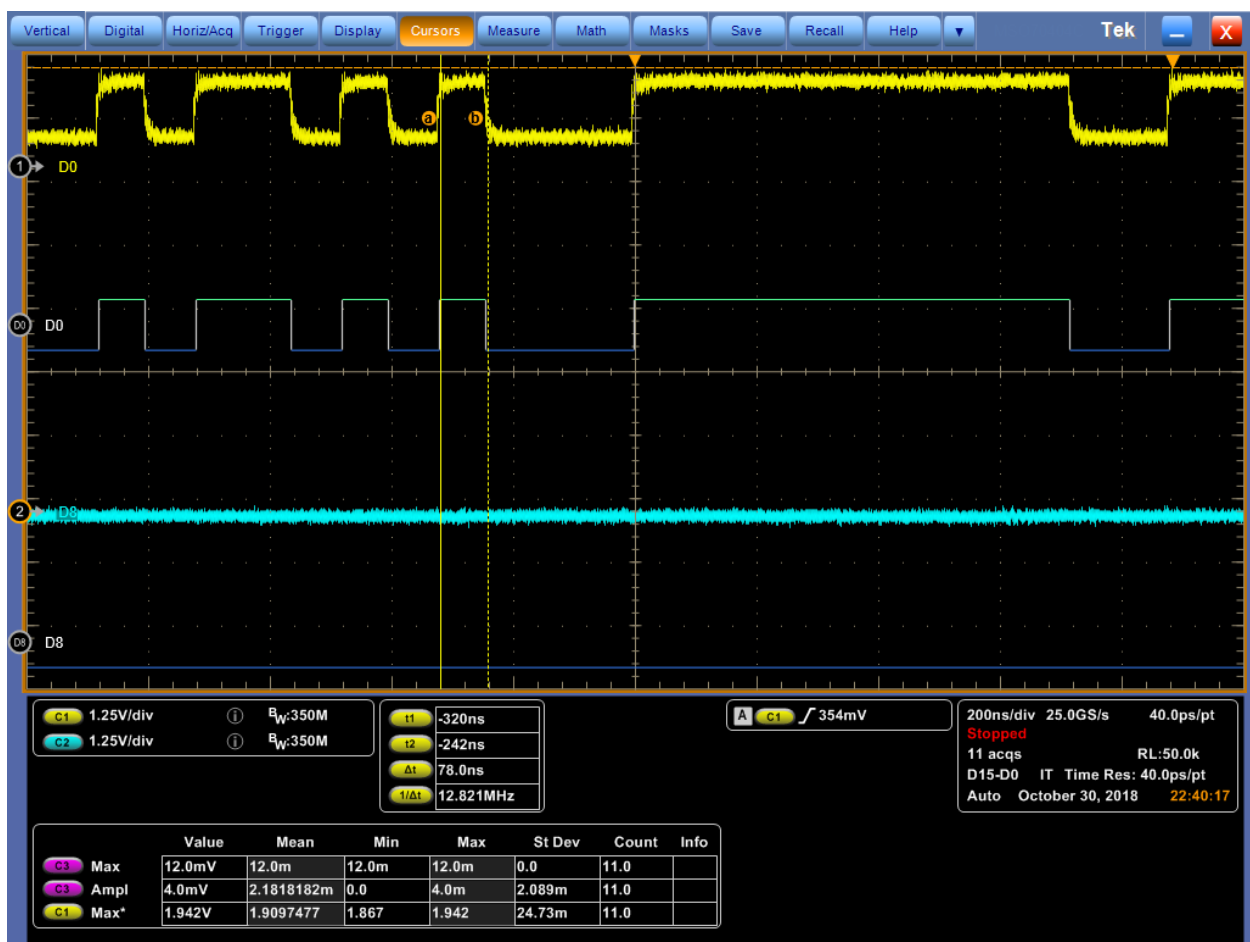 Vertical Digital Horiz/Acq Trigger Display Cursors Measure Math Masks Save Recall Help Tek X
a b
1 D0
D0 D0
2 D8
D8 D8
C1 1.25V/div i BW:350M
C2 1.25V/div i BW:350M
t1 -320ns
t2 -242ns
Δt 78.0ns
1/Δt 12.821MHz
A C1 354mV
200ns/div 25.0GS/s 40.0ps/pt
Stopped
11 acqs RL:50.0k
D15-D0 IT Time Res: 40.0ps/pt
Auto October 30, 2018 22:40:17
Value Mean Min Max St Dev Count Info
C3 Max 12.0mV 12.0m 12.0m 12.0m 0.0 11.0
C3 Ampl 4.0mV 2.1818182m 0.0 4.0m 2.089m 11.0
C1 Max* 1.942V 1.9097477 1.867 1.942 24.73m 11.0